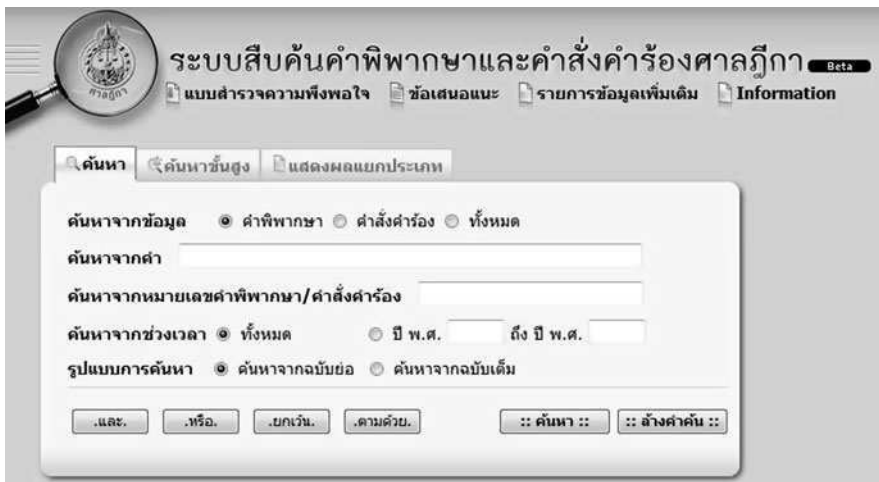 ระบบสืบค้นคำพิพากษาและคำสั่งคำร้องศาลฎีกา Beta
ศาลฎีกา
แบบสำรวจความพึงพอใจ ข้อเสนอแนะ รายการข้อมูลเพิ่มเติม Information
ค้นหา ค้นหาขั้นสูง แสดงผลแยกประเภท
ค้นหาจากข้อมูล คำพิพากษา คำสั่งคำร้อง ทั้งหมด
ค้นหาจากคำ
ค้นหาจากหมายเลขคำพิพากษา/คำสั่งคำร้อง
ค้นหาจากช่วงเวลา ทั้งหมด ปี พ.ศ. ถึง ปี พ.ศ.
รูปแบบการค้นหา ค้นหาจากฉบับย่อ ค้นหาจากฉบับเต็ม
.และ. .หรือ. .ยกเว้น. .ตามด้วย. :: ค้นหา :: :: ล้างคำค้น ::